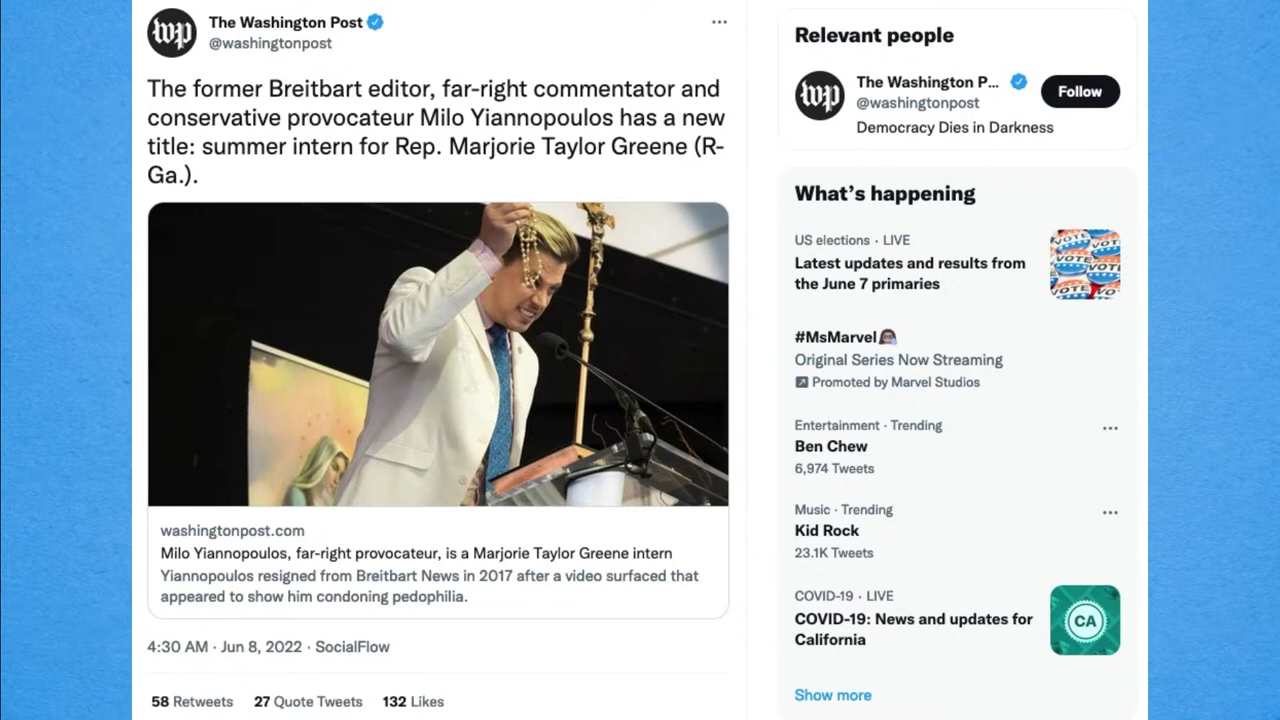 wp
The Washington Post
@washingtonpost
The former Breitbart editor, far-right commentator and
conservative provocateur Milo Yiannopoulos has a new
title: summer intern for Rep. Marjorie Taylor Greene (R-
Ga.).
washingtonpost.com
Milo Yiannopoulos, far-right provocateur, is a Marjorie Taylor Greene intern
Yiannopoulos resigned from Breitbart News in 2017 after a video surfaced that
appeared to show him condoning pedophilia.
4:30 AM · Jun 8, 2022 · SocialFlow
58 Retweets 27 Quote Tweets 132 Likes
Relevant people
wp
The Washington P...
@washingtonpost
Follow
Democracy Dies in Darkness
What's happening
US elections · LIVE
Latest updates and results from
the June 7 primaries
VOTE
VOTE
VOTE
#MsMarvel
Original Series Now Streaming
Promoted by Marvel Studios
Entertainment · Trending
Ben Chew
6,974 Tweets
Music · Trending
Kid Rock
23.1K Tweets
COVID-19 · LIVE
COVID-19: News and updates for
California
CA
Show more